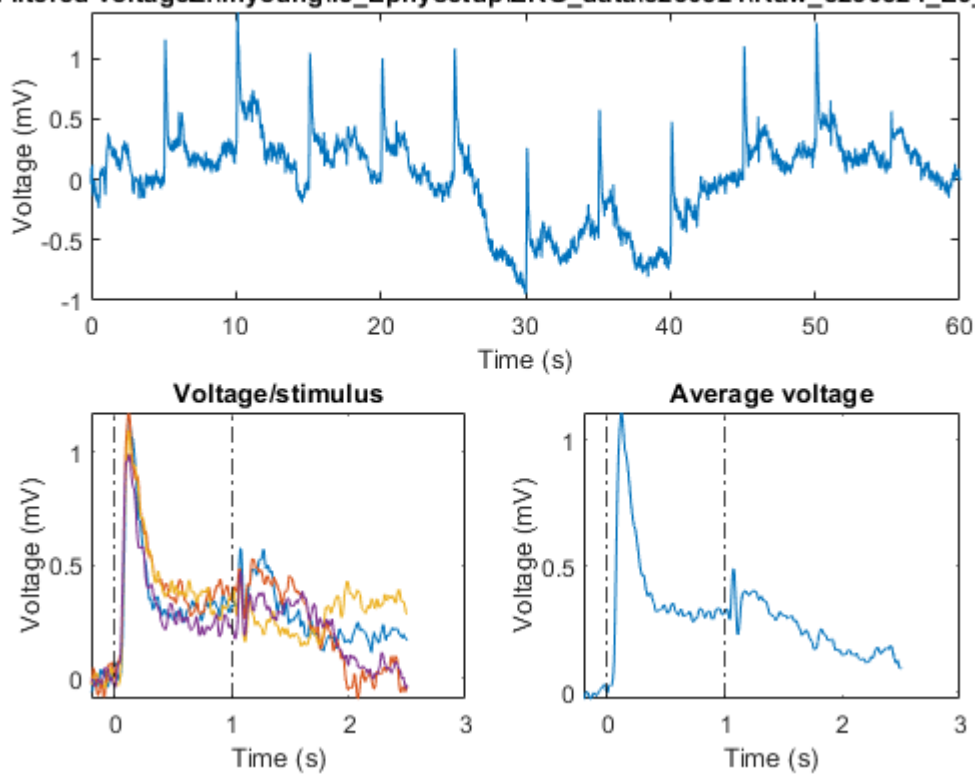 1
0.5
0
-0.5
-1
Voltage (mV)
0 10 20 30 40 50 60
Time (s)
Voltage/stimulus
1
0.5
0
Voltage (mV)
0 1 2 3
Time (s)
Average voltage
1
0.5
0
Voltage (mV)
0 1 2 3
Time (s)